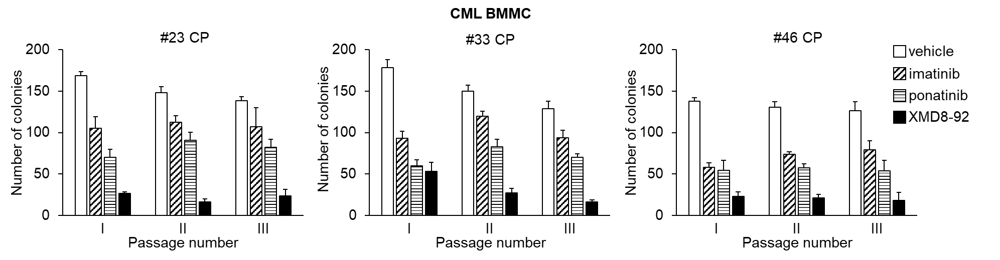 CML BMMC
#23 CP
200
150
100
50
0
Number of colonies
I II III
Passage number
#33 CP
200
150
100
50
0
Number of colonies
I II III
Passage number
#46 CP
200
150
100
50
0
Number of colonies
I II III
Passage number
vehicle
imatinib
ponatinib
XMD8-92